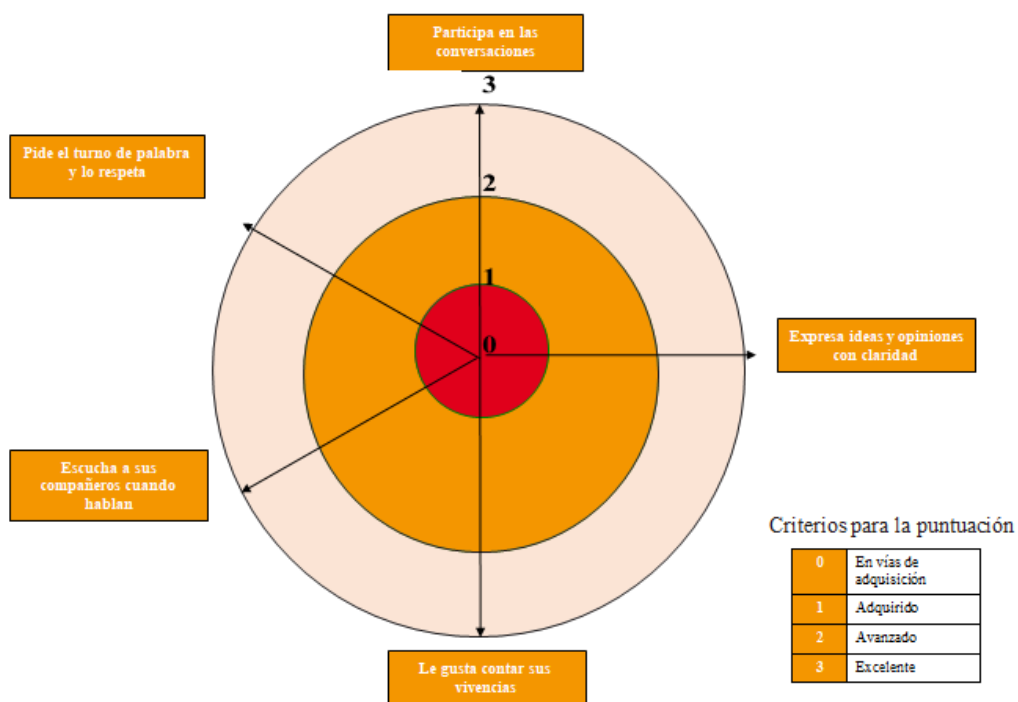 Participa en las
conversaciones
3
Pide el turno de palabra
y lo respeta
2
1
0
Expresa ideas y opiniones
con claridad
Escucha a sus
compañeros cuando
hablan
Le gusta contar sus
vivencias
Criterios para la puntuación
0 En vías de
adquisición
1 Adquirido
2 Avanzado
3 Excelente